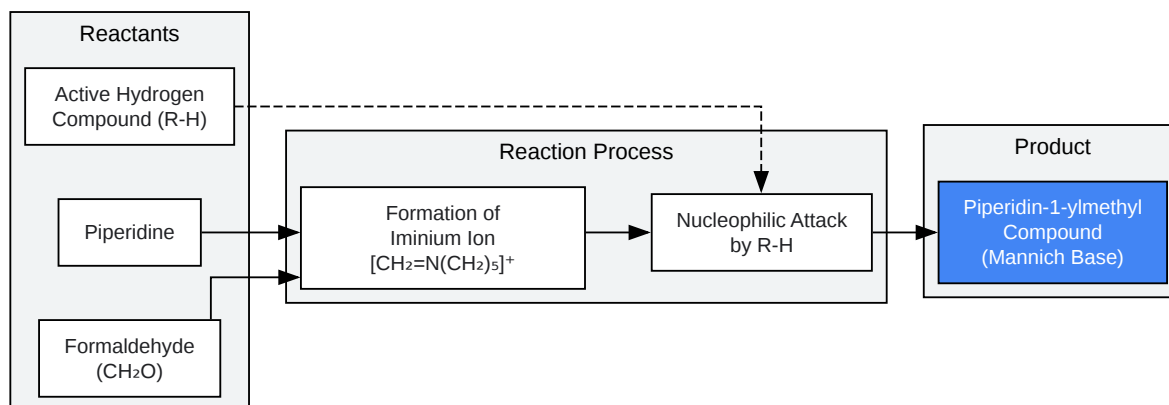 Reactants
Active Hydrogen
Compound (R-H)
Piperidine
Formaldehyde
(CH₂O)
Reaction Process
Formation of
Iminium Ion
[CH₂=N(CH₂)₅]⁺
Nucleophilic Attack
by R-H
Product
Piperidin-1-ylmethyl
Compound
(Mannich Base)